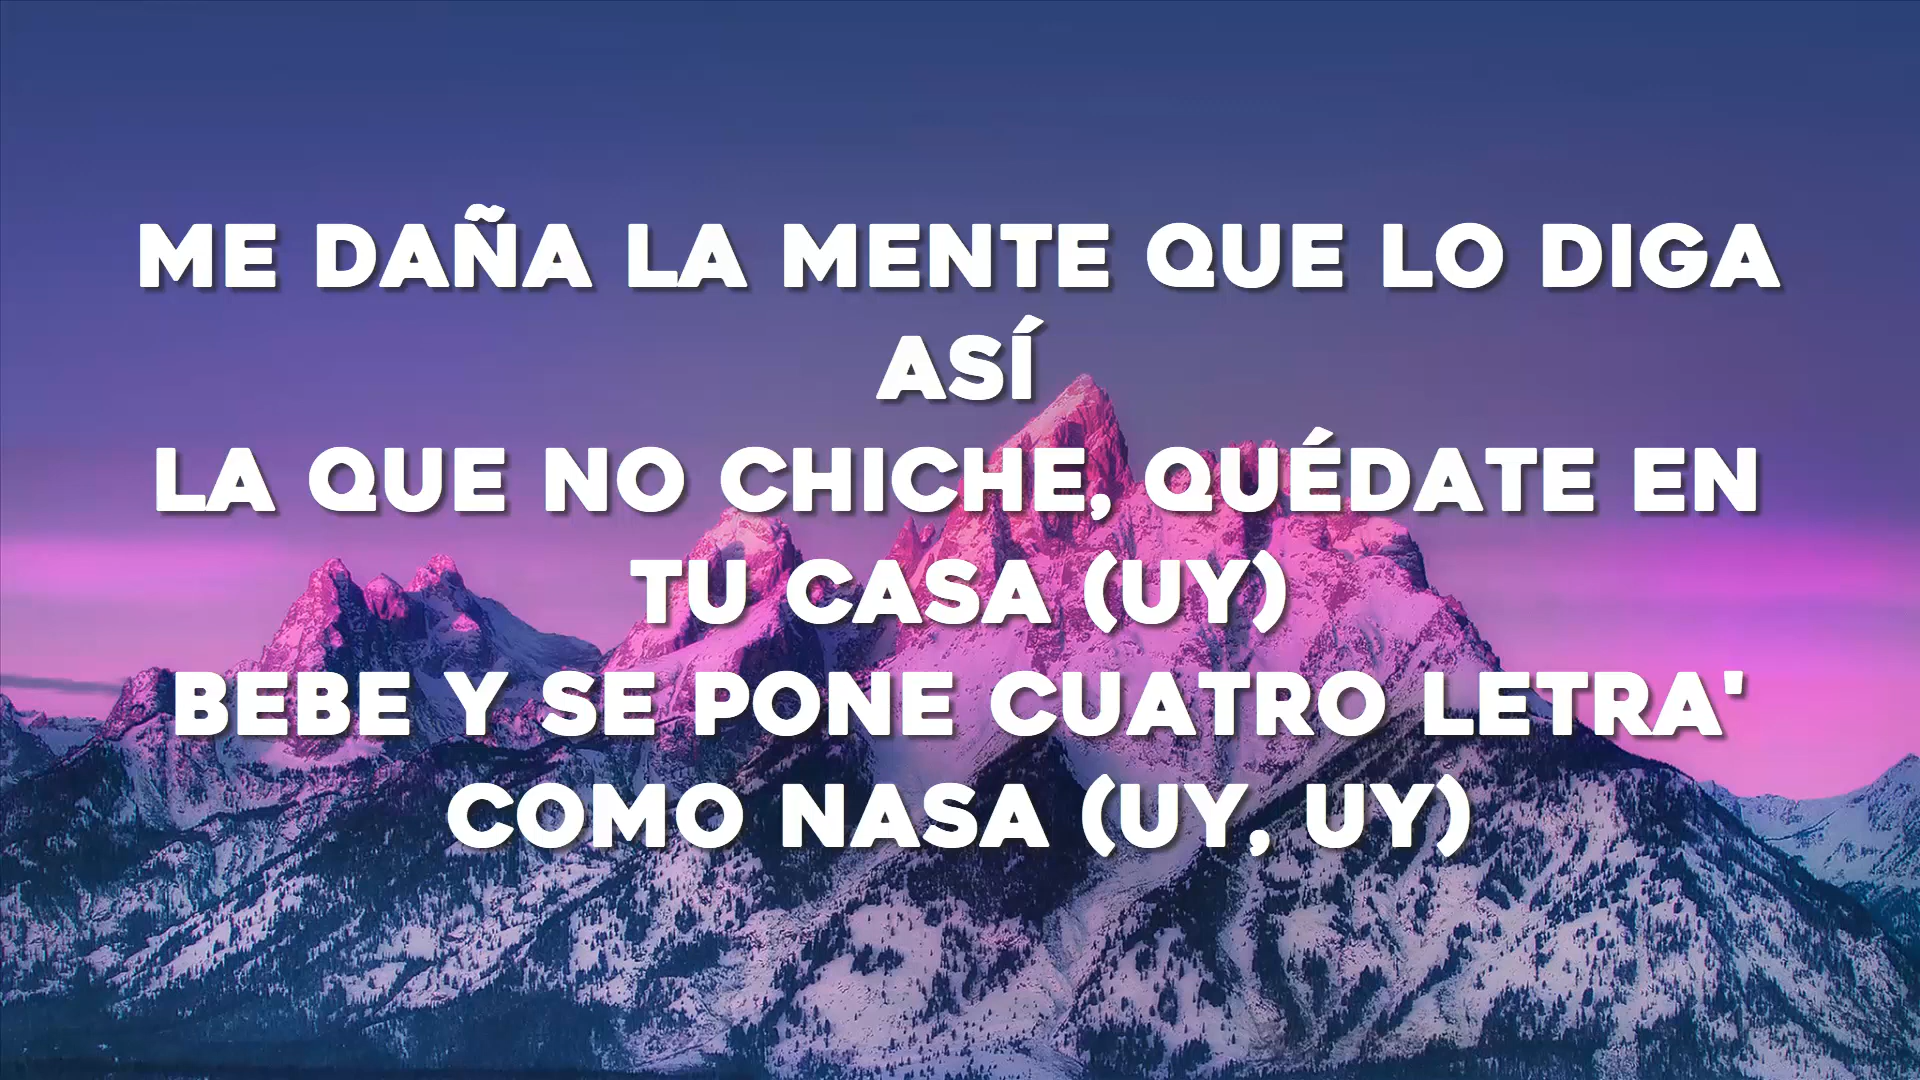 ME DAÑA LA MENTE QUE LO DIGA
ASÍ
LA QUE NO CHICHE, QUÉDATE EN
TU CASA (UY)
BEBE Y SE PONE CUATRO LETRA'
COMO NASA (UY, UY)